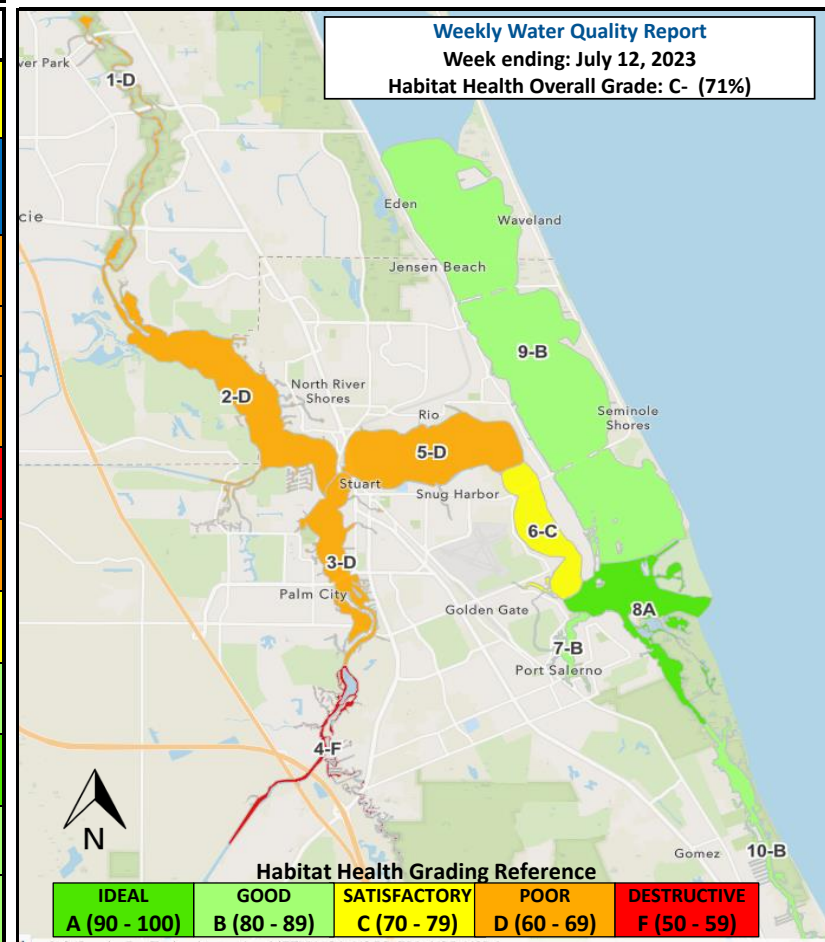 Weekly Water Quality Report
Week ending: July 12, 2023
Habitat Health Overall Grade: C- (71%)
ver Park
1-D
cie
Eden
Waveland
Jensen Beach
9-B
North River
Shores
2-D
Rio
Seminole
Shores
5-D
Stuart
Snug Harbor
6-C
3-D
Palm City
Golden Gate
8A
7-B
Port Salerno
4-F
N
Gomez
10-B
Habitat Health Grading Reference
IDEAL GOOD SATISFACTORY POOR DESTRUCTIVE
A (90 - 100) B (80 - 89) C (70 - 79) D (60 - 69) F (50 - 59)